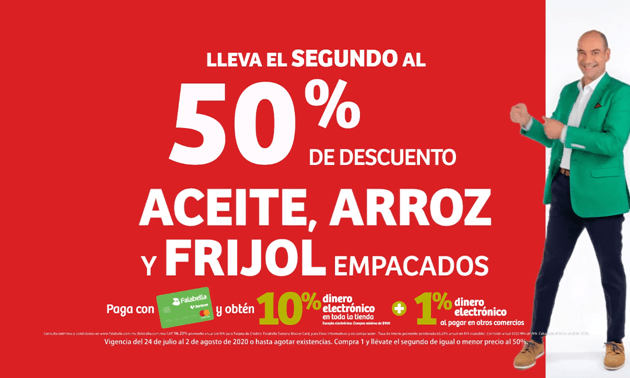 LLEVA EL SEGUNDO AL
50%
DE DESCUENTO
ACEITE, ARROZ
Y FRIJOL EMPACADOS
Paga con Falabella y obtén 10% dinero electrónico en toda la tienda + 1% dinero electrónico al pagar en otros comercios
Vigencia del 24 de julio al 2 de agosto de 2020 o hasta agotar existencias. Compra 1 y llévate el segundo de igual o menor precio al 50%.